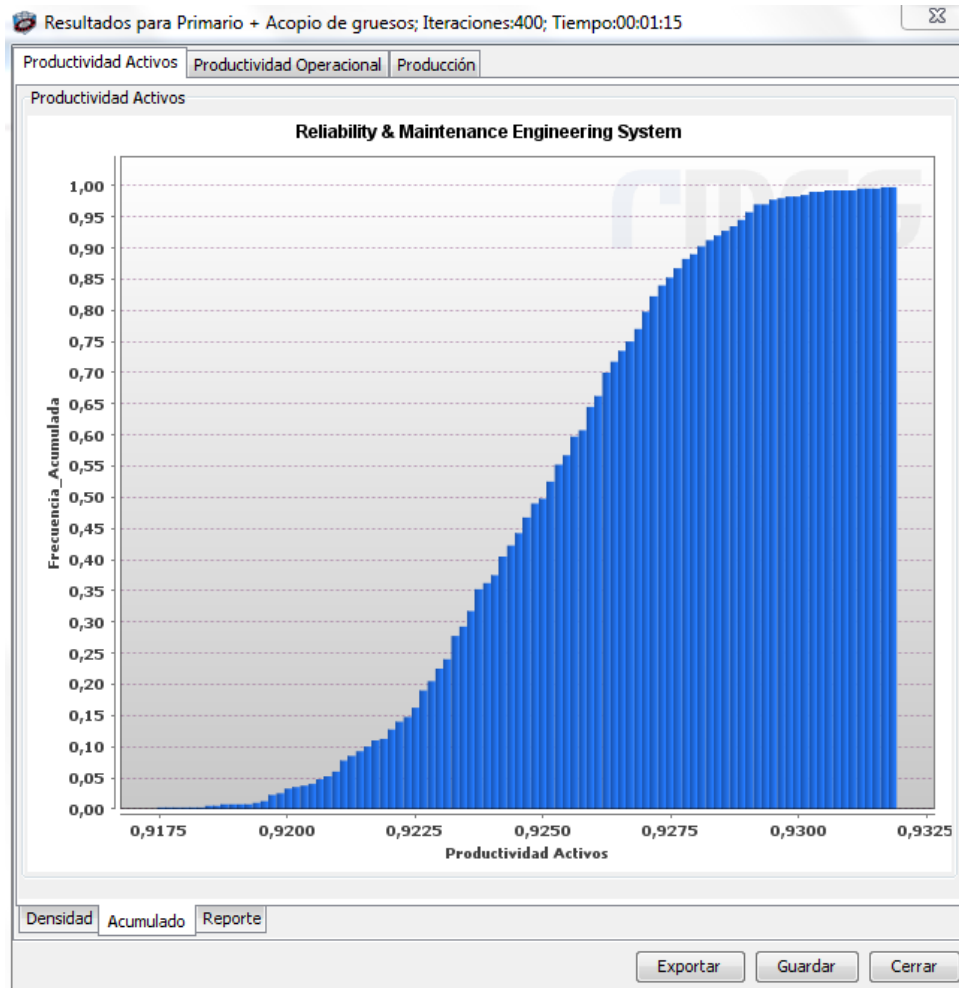 Resultados para Primario + Acopio de gruesos; Iteraciones:400; Tiempo:00:01:15
Productividad Activos Productividad Operacional Producción
Productividad Activos
Reliability & Maintenance Engineering System
1,00
0,95
0,90
0,85
0,80
0,75
0,70
0,65
0,60
0,55
0,50
0,45
0,40
0,35
0,30
0,25
0,20
0,15
0,10
0,05
0,00
Frecuencia_Acumulada
0,9175 0,9200 0,9225 0,9250 0,9275 0,9300 0,9325
Productividad Activos
Densidad Acumulado Reporte
Exportar Guardar Cerrar